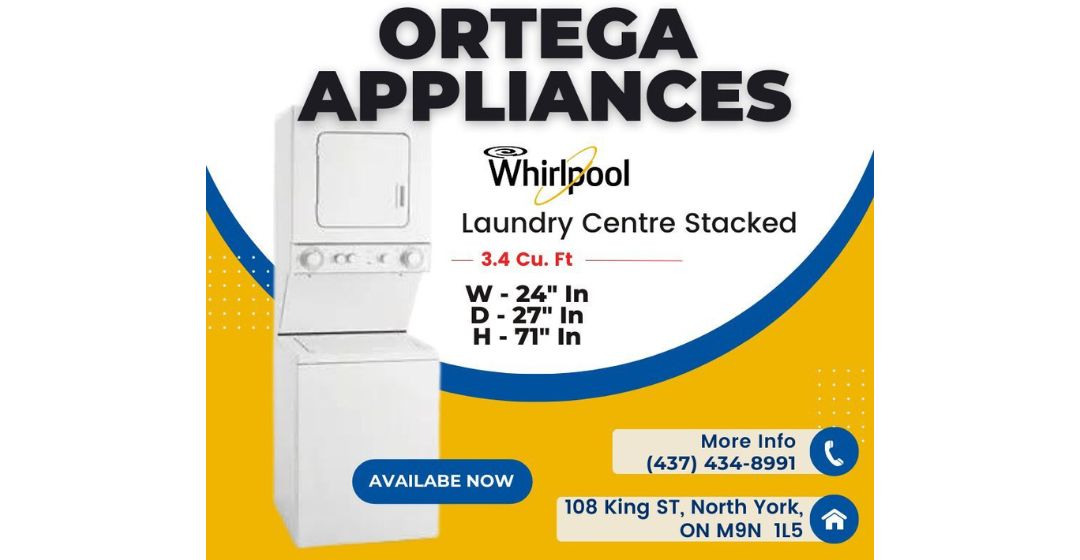 ORTEGA
APPLIANCES
Whirlpool
Laundry Centre Stacked
3.4 Cu. Ft
W - 24" In
D - 27" In
H - 71" In
More Info
(437) 434-8991
AVAILABE NOW
108 King ST, North York,
ON M9N 1L5